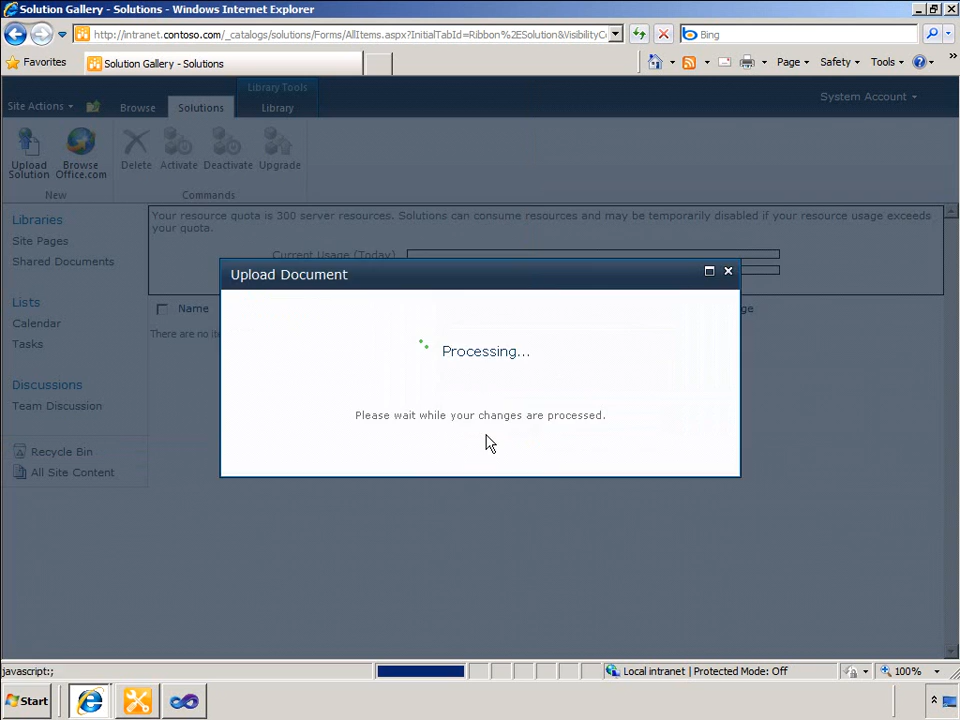 Solution Gallery - Solutions - Windows Internet Explorer
http://intranet.contoso.com/_catalogs/solutions/Forms/AllItems.aspx?InitialTabId=Ribbon%2ESolution&VisibilityC
Bing
Favorites
Solution Gallery - Solutions
Page
Safety
Tools
Library Tools
Site Actions
Browse
Solutions
Library
System Account
Upload Solution
Browse Office.com
Delete
Activate
Deactivate
Upgrade
New
Commands
Libraries
Site Pages
Shared Documents
Lists
Calendar
Tasks
Discussions
Team Discussion
Recycle Bin
All Site Content
Your resource quota is 300 server resources. Solutions can consume resources and may be temporarily disabled if your resource usage exceeds
your quota.
Current Usage (Today)
Name
There are no
Upload Document
Processing...
Please wait while your changes are processed.
javascript:;
Local intranet | Protected Mode: Off
100%
Start